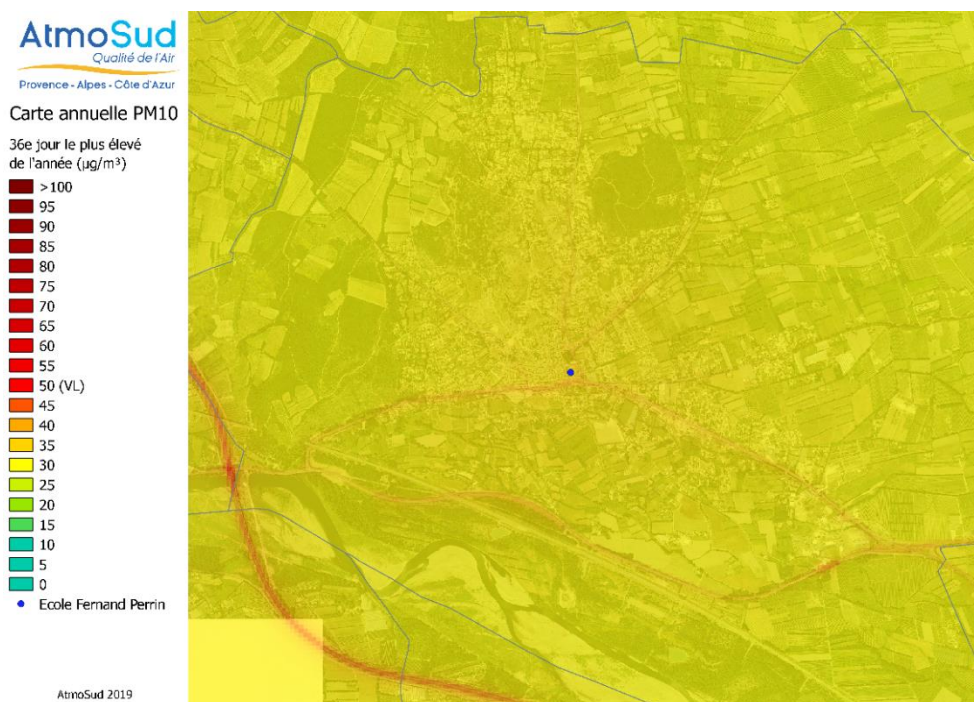 AtmoSud
Qualité de l'Air
Provence - Alpes - Côte d'Azur
Carte annuelle PM10
36e jour le plus élevé
de l'année (µg/m³)
>100
95
90
85
80
75
70
65
60
55
50 (VL)
45
40
35
30
25
20
15
10
5
0
Ecole Fernand Perrin
AtmoSud 2019